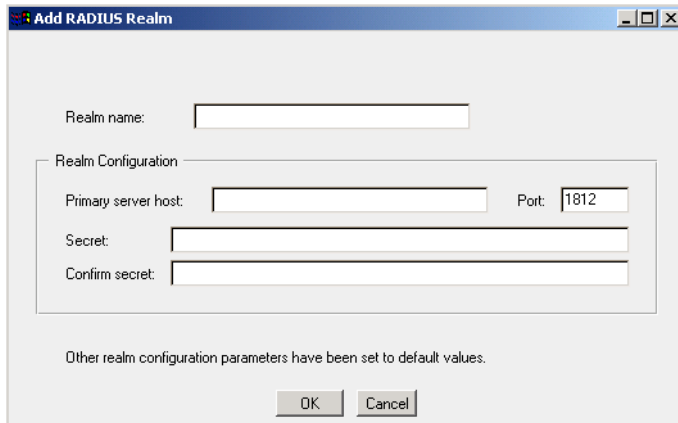 Add RADIUS Realm
Realm name:
Realm Configuration
Primary server host: Port: 1812
Secret:
Confirm secret:
Other realm configuration parameters have been set to default values.
OK Cancel